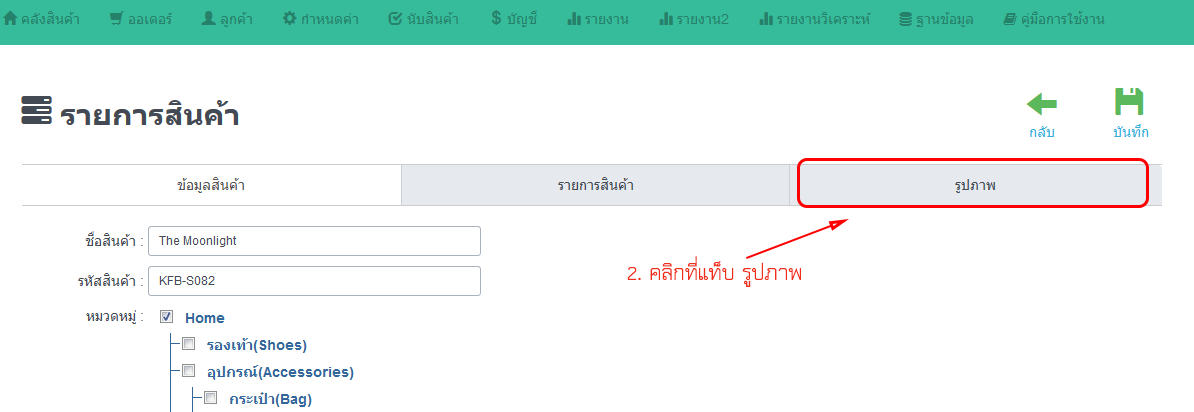 คลังสินค้า ออเดอร์ ลูกค้า กำหนดค่า นับสินค้า บัญชี รายงาน รายงาน2 รายงานวิเคราะห์ ฐานข้อมูล คู่มือการใช้งาน
รายการสินค้า
กลับ บันทึก
ข้อมูลสินค้า รายการสินค้า รูปภาพ
ชื่อสินค้า : The Moonlight
2. คลิกที่แท็บ รูปภาพ
รหัสสินค้า : KFB-S082
หมวดหมู่ : Home
รองเท้า(Shoes)
อุปกรณ์(Accessories)
กระเป๋า(Bag)